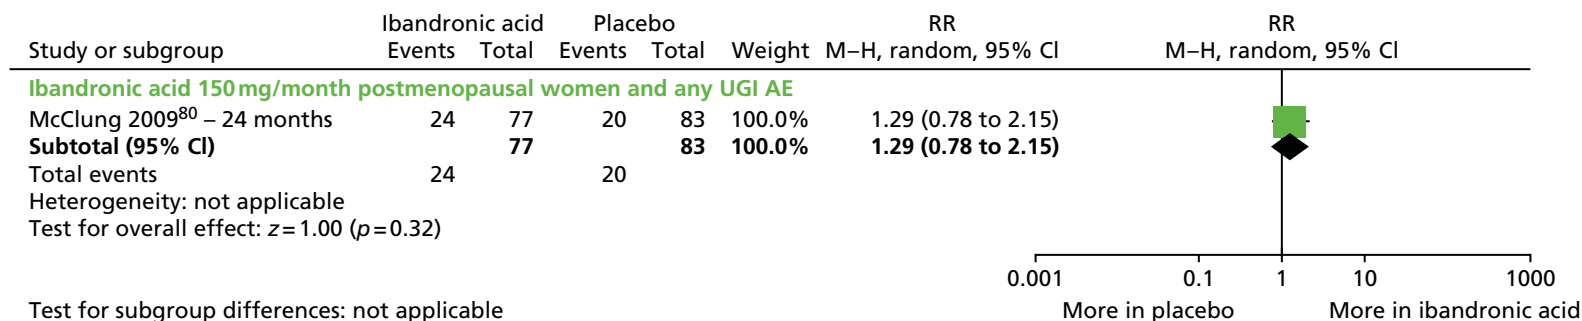 Ibandronic acid Placebo RR RR
Study or subgroup Events Total Events Total Weight M–H, random, 95% CI M–H, random, 95% CI
Ibandronic acid 150 mg/month postmenopausal women and any UGI AE
McClung 2009⁸⁰ – 24 months 24 77 20 83 100.0% 1.29 (0.78 to 2.15)
Subtotal (95% CI) 77 83 100.0% 1.29 (0.78 to 2.15)
Total events 24 20
Heterogeneity: not applicable
Test for overall effect: z = 1.00 (p = 0.32)
0.001 0.1 1 10 1000
Test for subgroup differences: not applicable More in placebo More in ibandronic acid